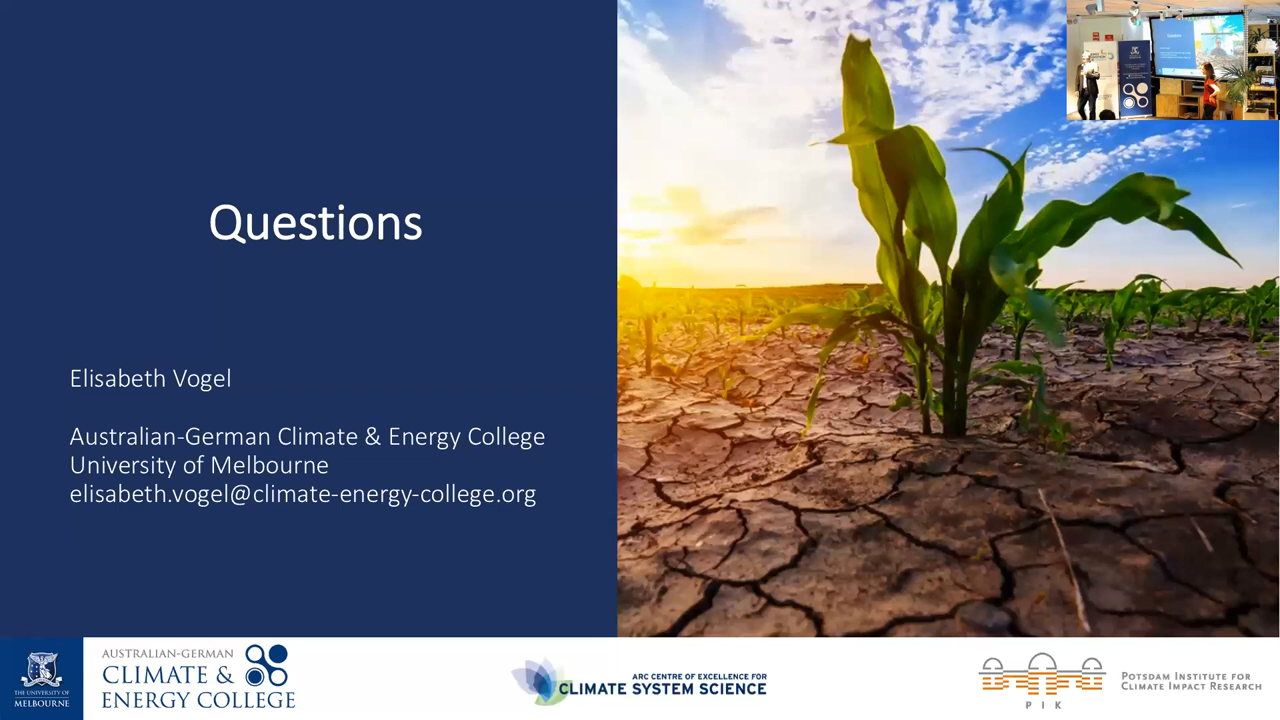 Questions
Elisabeth Vogel
Australian-German Climate & Energy College
University of Melbourne
elisabeth.vogel@climate-energy-college.org
THE UNIVERSITY OF
MELBOURNE
AUSTRALIAN-GERMAN
CLIMATE &
ENERGY COLLEGE
ARC CENTRE OF EXCELLENCE FOR
CLIMATE SYSTEM SCIENCE
PIK
POTSDAM INSTITUTE FOR
CLIMATE IMPACT RESEARCH